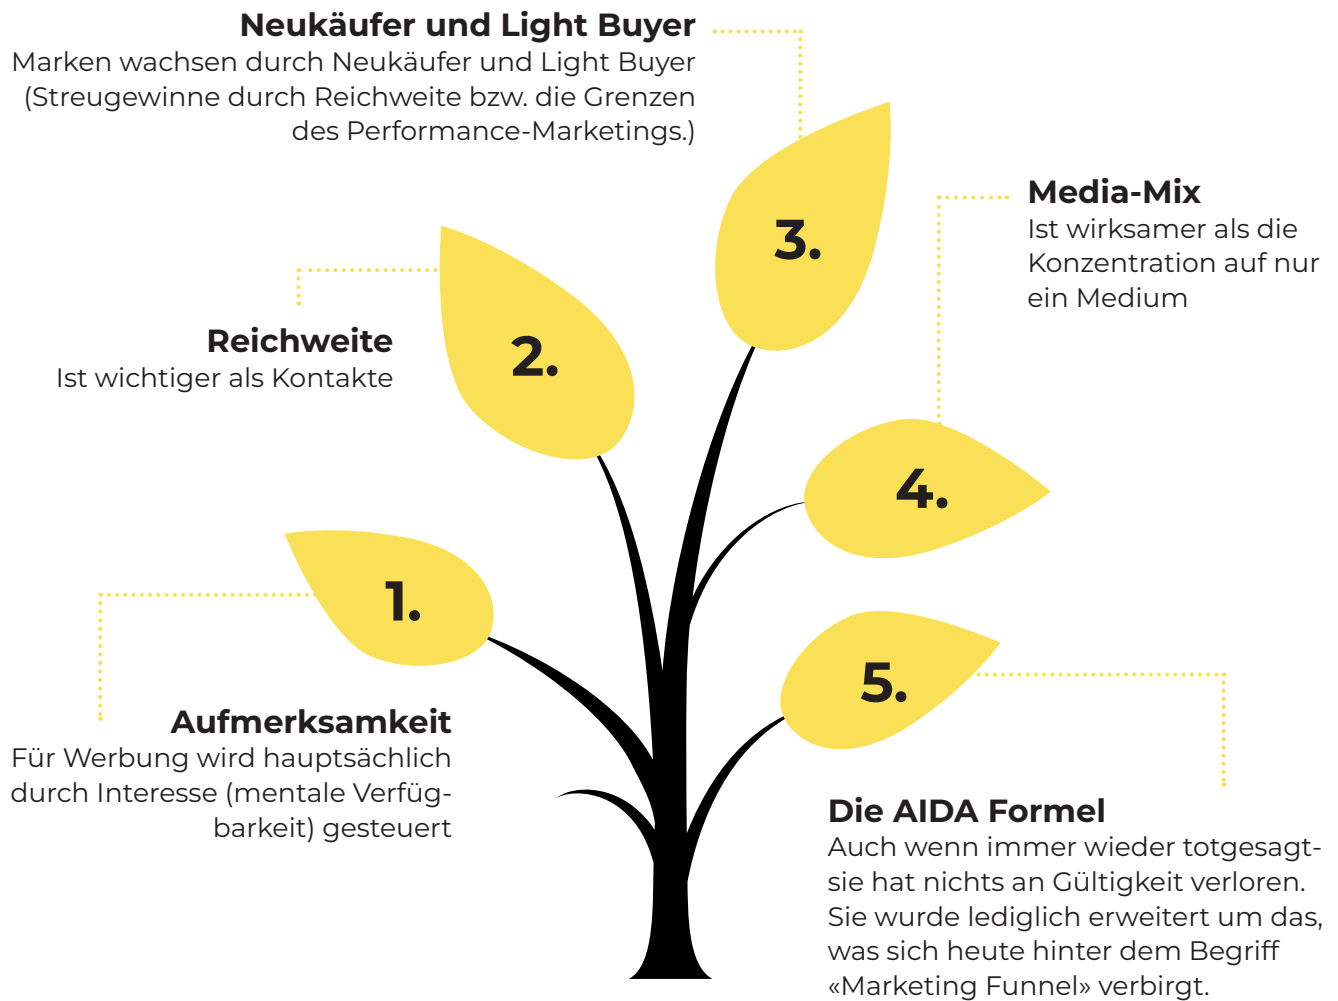 Neukäufer und Light Buyer
Marken wachsen durch Neukäufer und Light Buyer
(Streugewinne durch Reichweite bzw. die Grenzen
des Performance-Marketings.)
3.
Media-Mix
Ist wirksamer als die
Konzentration auf nur
ein Medium
2.
Reichweite
Ist wichtiger als Kontakte
4.
1.
Aufmerksamkeit
Für Werbung wird hauptsächlich
durch Interesse (mentale Verfüg-
barkeit) gesteuert
5.
Die AIDA Formel
Auch wenn immer wieder totgesagt-
sie hat nichts an Gültigkeit verloren.
Sie wurde lediglich erweitert um das,
was sich heute hinter dem Begriff
«Marketing Funnel» verbirgt.